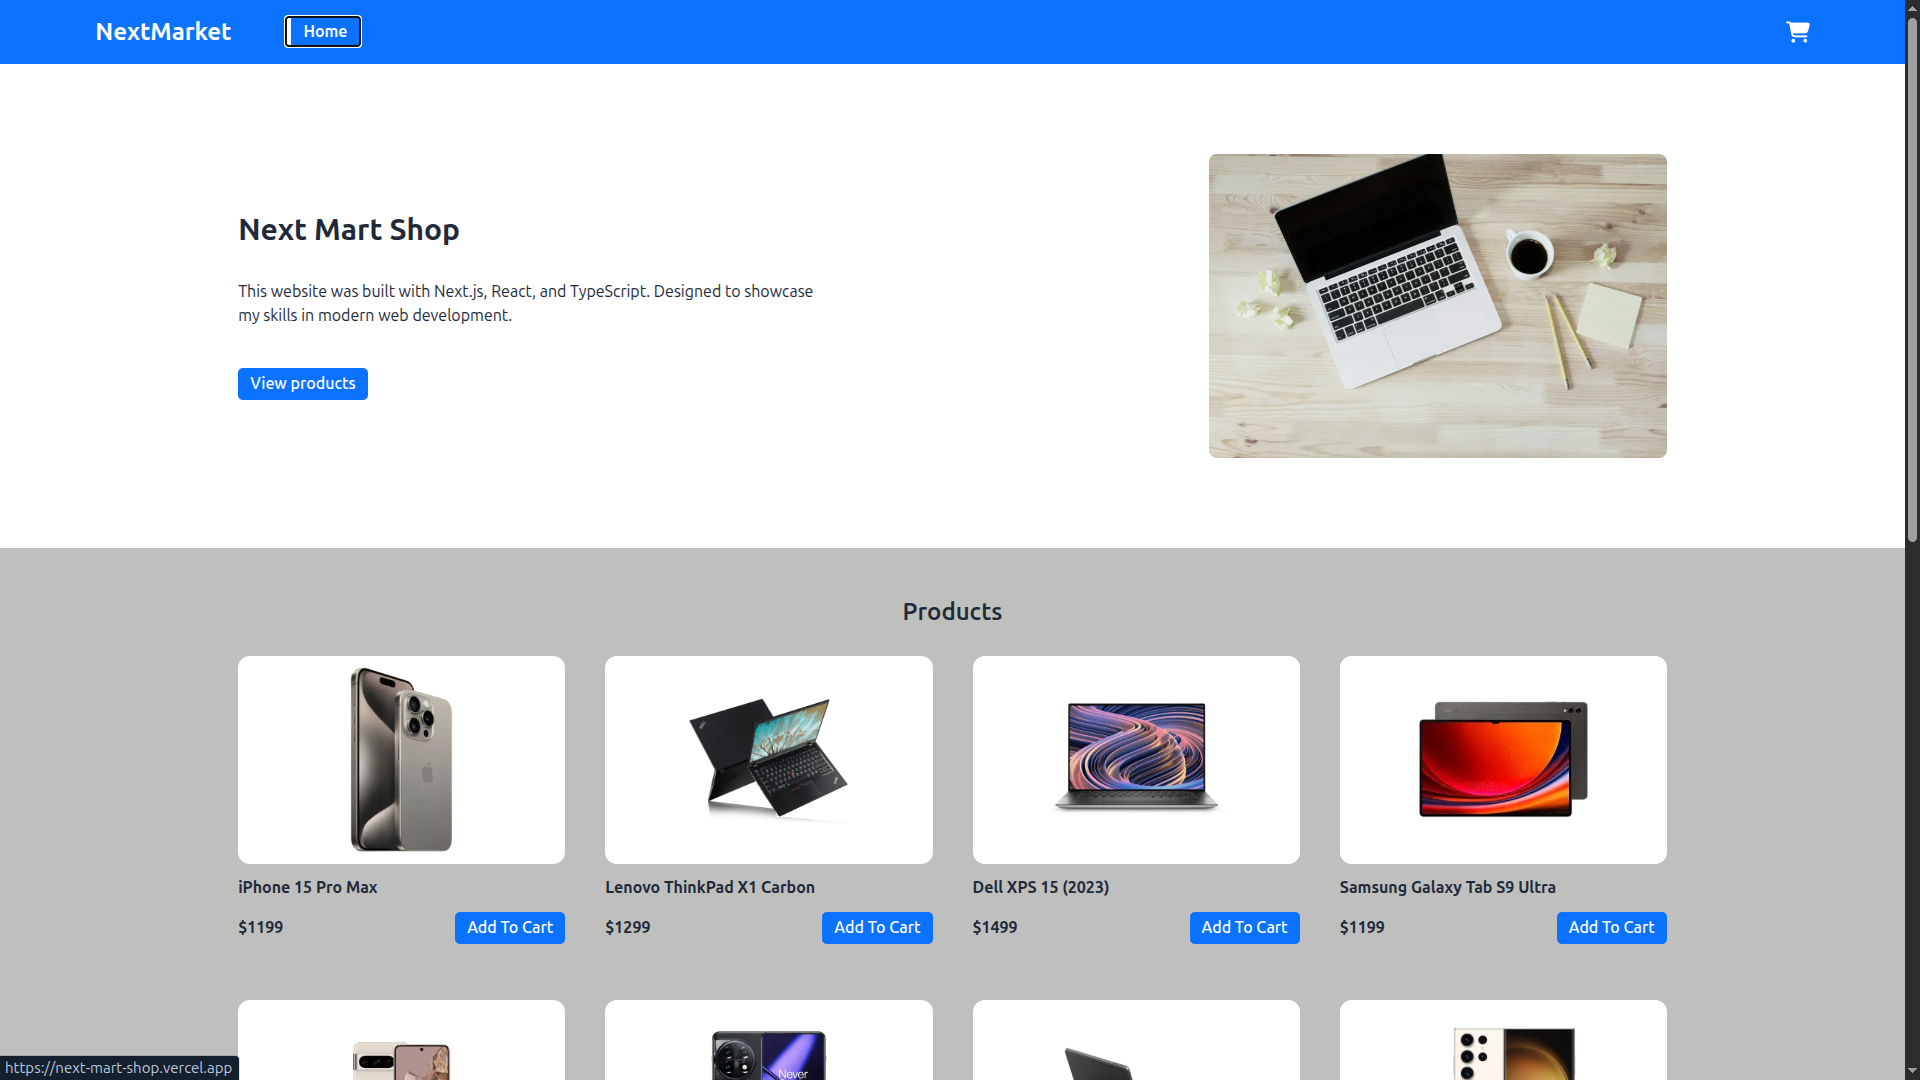 NextMarket
Home
Next Mart Shop
This website was built with Next.js, React, and TypeScript. Designed to showcase
my skills in modern web development.
View products
Products
iPhone 15 Pro Max
Lenovo ThinkPad X1 Carbon
Dell XPS 15 (2023)
Samsung Galaxy Tab S9 Ultra
$1199
Add To Cart
$1299
Add To Cart
$1499
Add To Cart
$1199
Add To Cart
Never
https://next-mart-shop.vercel.app